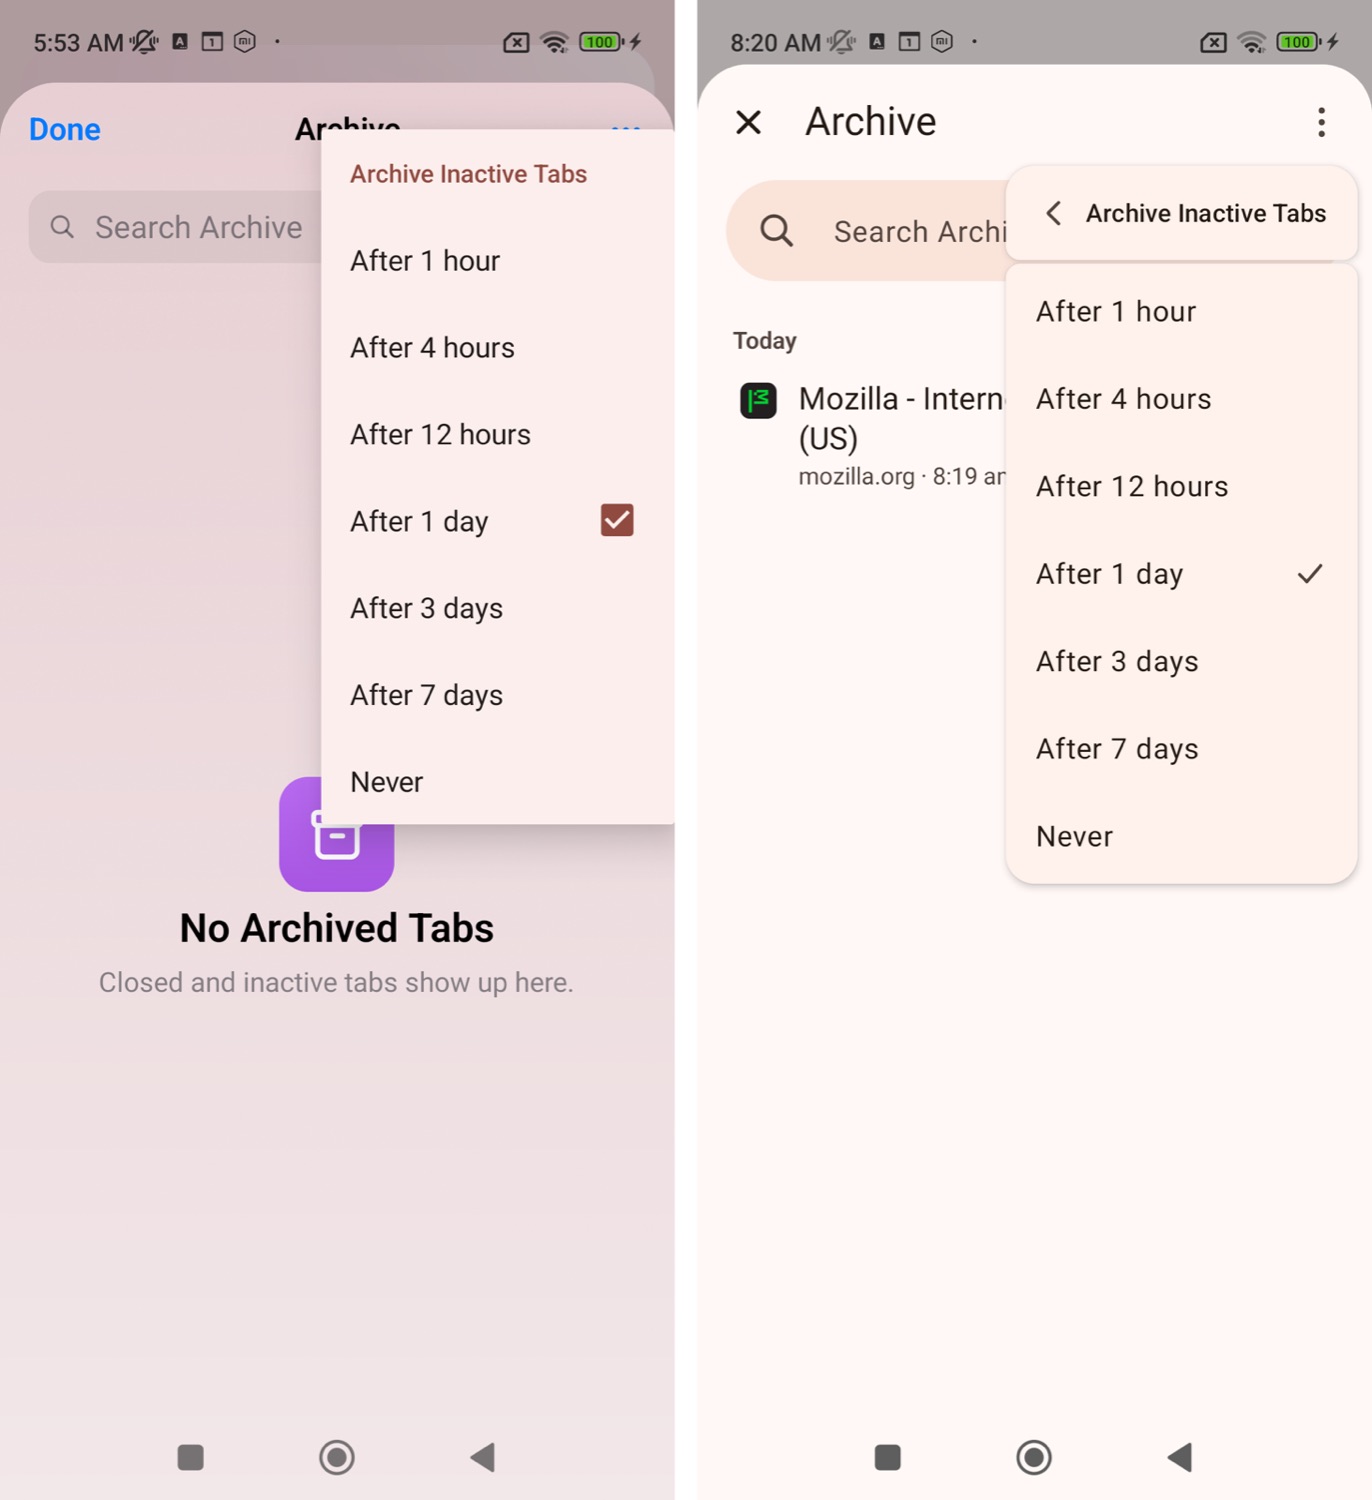 5:53 AM
100
Done
Archive
Archive Inactive Tabs
Search Archive
After 1 hour
After 4 hours
After 12 hours
After 1 day
After 3 days
After 7 days
Never
No Archived Tabs
Closed and inactive tabs show up here.
8:20 AM
100
Archive
Archive Inactive Tabs
Search Archi
Today
Mozilla - Intern
(US)
mozilla.org · 8:19 am
After 1 hour
After 4 hours
After 12 hours
After 1 day
After 3 days
After 7 days
Never